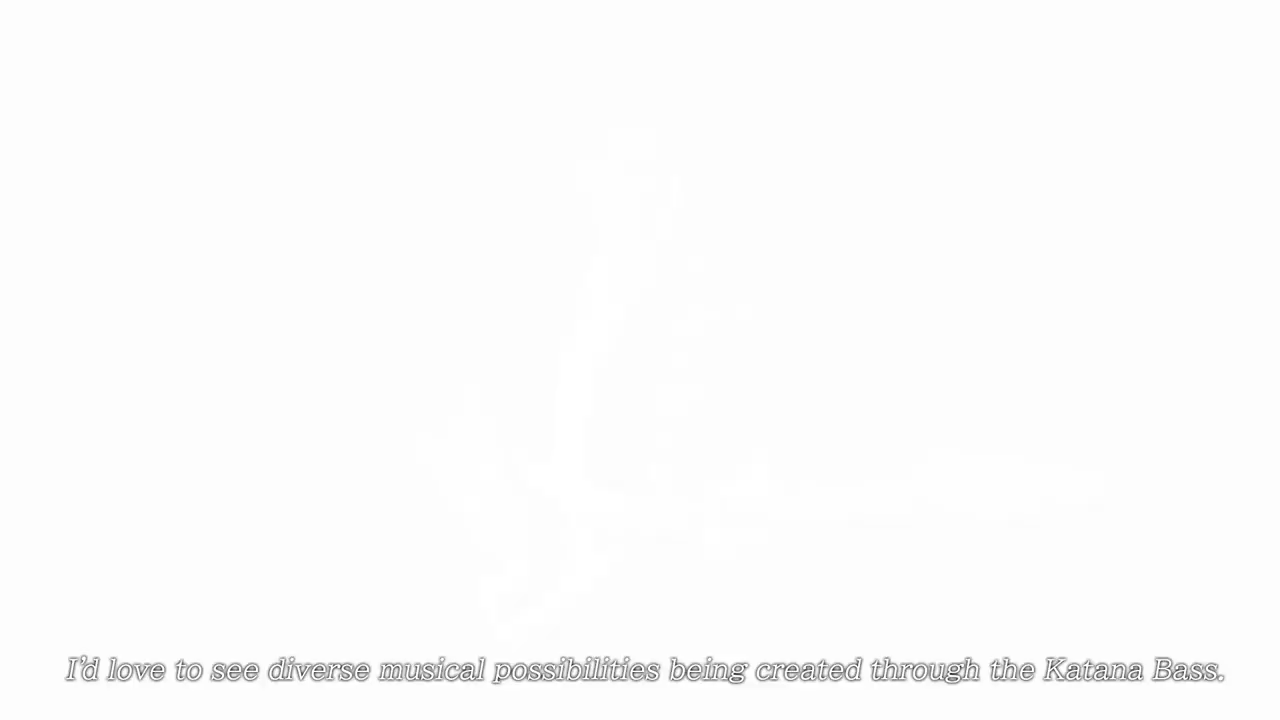 I'd love to see diverse musical possibilities being created through the Katana Bass.